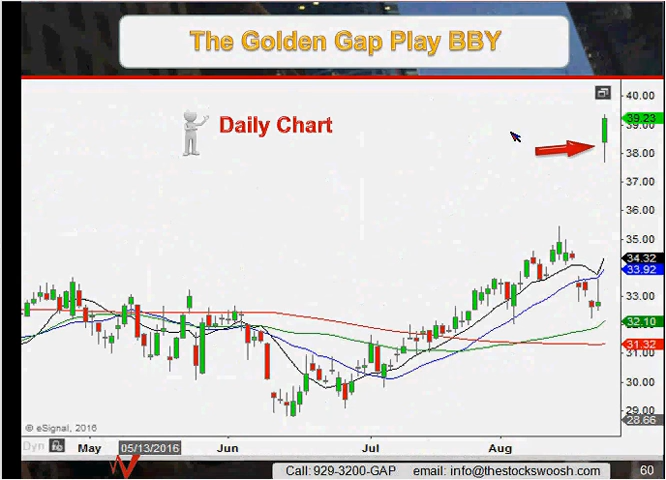 The Golden Gap Play BBY
Daily Chart
40.00
39.23
39.00
38.00
37.00
36.00
35.00
34.32
33.92
33.00
32.10
31.32
31.00
30.00
29.00
28.66
© eSignal, 2016
Dyn
May
05/13/2016
Jun
Jul
Aug
Call: 929-3200-GAP email: info@thestockswoosh.com
60